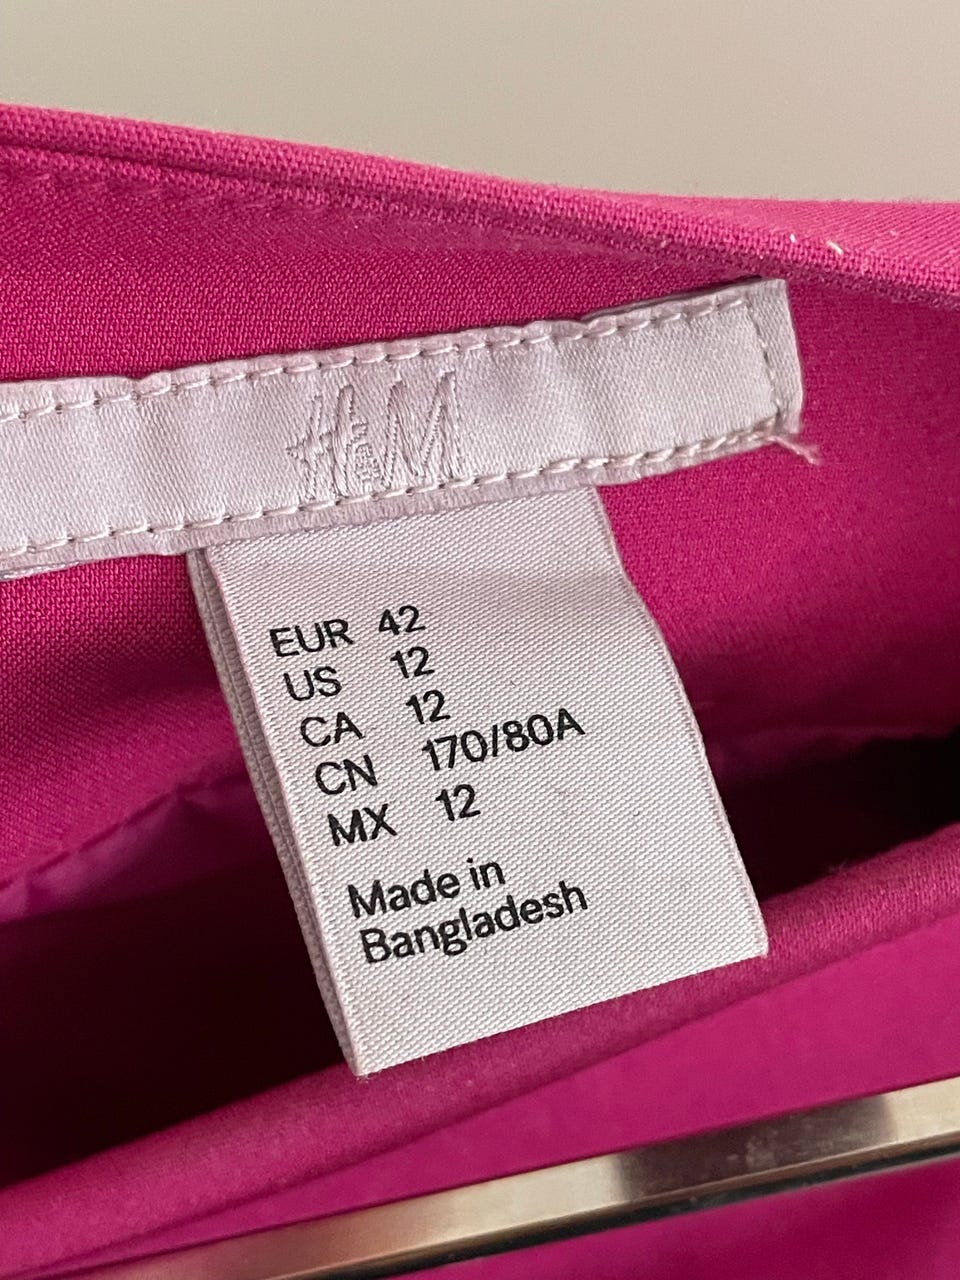 H&M
EUR 42
US 12
CA 12
CN 170/80A
MX 12
Made in
Bangladesh